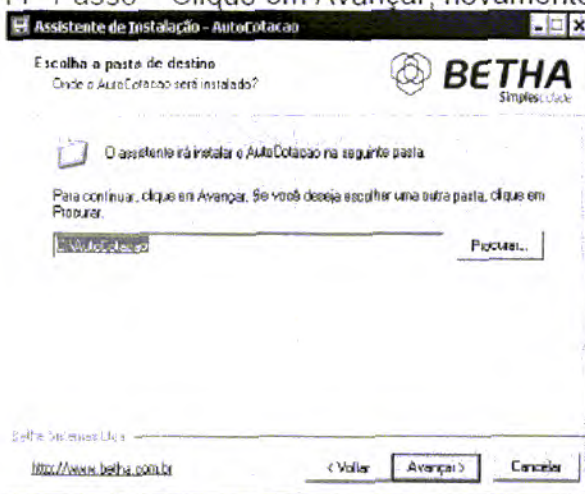 Passo - Clique em Avançar, novamente
Assistente de Instalação - AutoCotacao
Escolha a pasta de destino
Onde o AutoCotacao será instalado?
BETHA
Simplescidade
O assistente irá instalar o AutoCotacao na seguinte pasta.
Para continuar, clique em Avançar. Se você deseja escolher uma outra pasta, clique em
Procurar.
C:\AutoCotacao
Procurar...
Betha Sistemas Ltda
http://www.betha.com.br
< Voltar
Avançar >
Cancelar